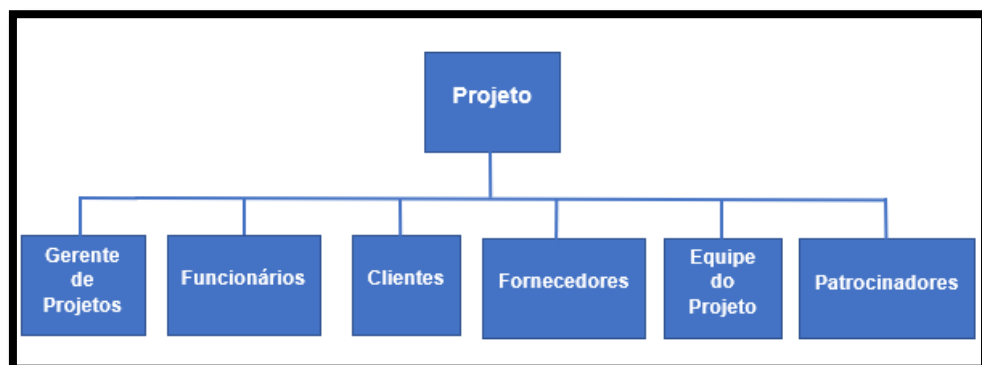 Projeto
Gerente
de
Projetos
Funcionários
Clientes
Fornecedores
Equipe
do
Projeto
Patrocinadores